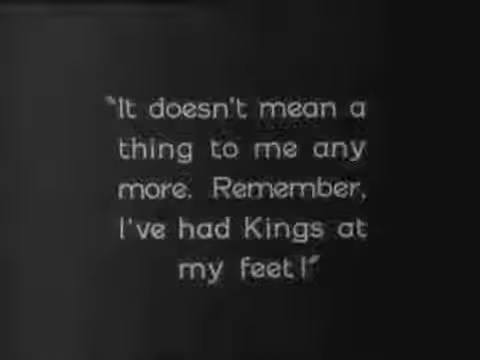 "It doesn't mean a
thing to me any
more. Remember,
I've had Kings at
my feet!"